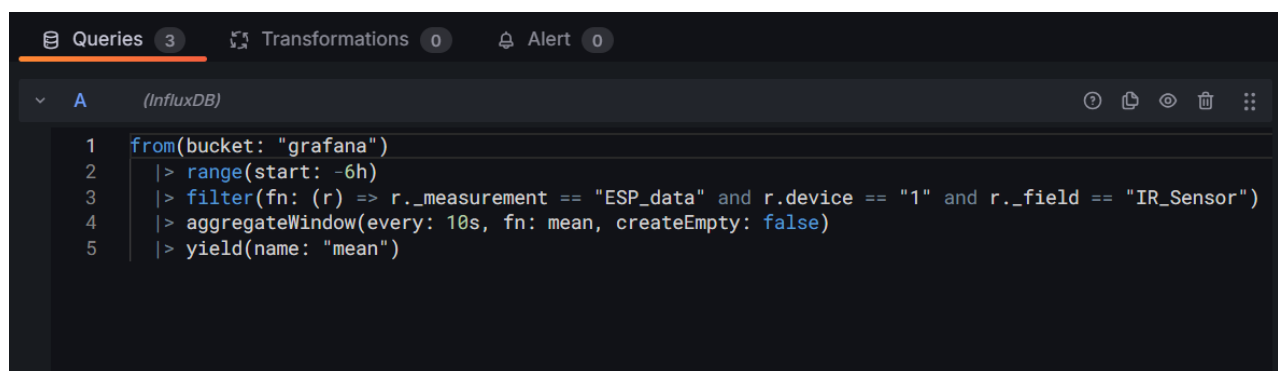 Queries 3 Transformations 0 Alert 0
A (InfluxDB)
1 from(bucket: "grafana")
2 |> range(start: -6h)
3 |> filter(fn: (r) => r._measurement == "ESP_data" and r.device == "1" and r._field == "IR_Sensor")
4 |> aggregateWindow(every: 10s, fn: mean, createEmpty: false)
5 |> yield(name: "mean")